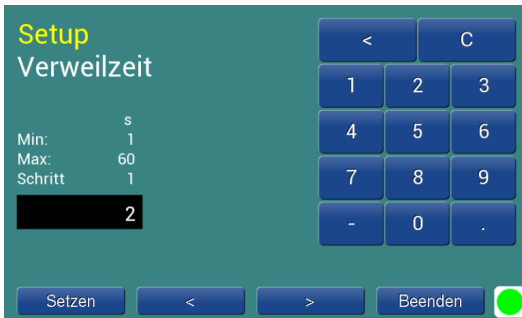 Setup
Verweilzeit
s
Min: 1
Max: 60
Schritt 1
2
< C
1 2 3
4 5 6
7 8 9
- 0 .
Setzen < > Beenden